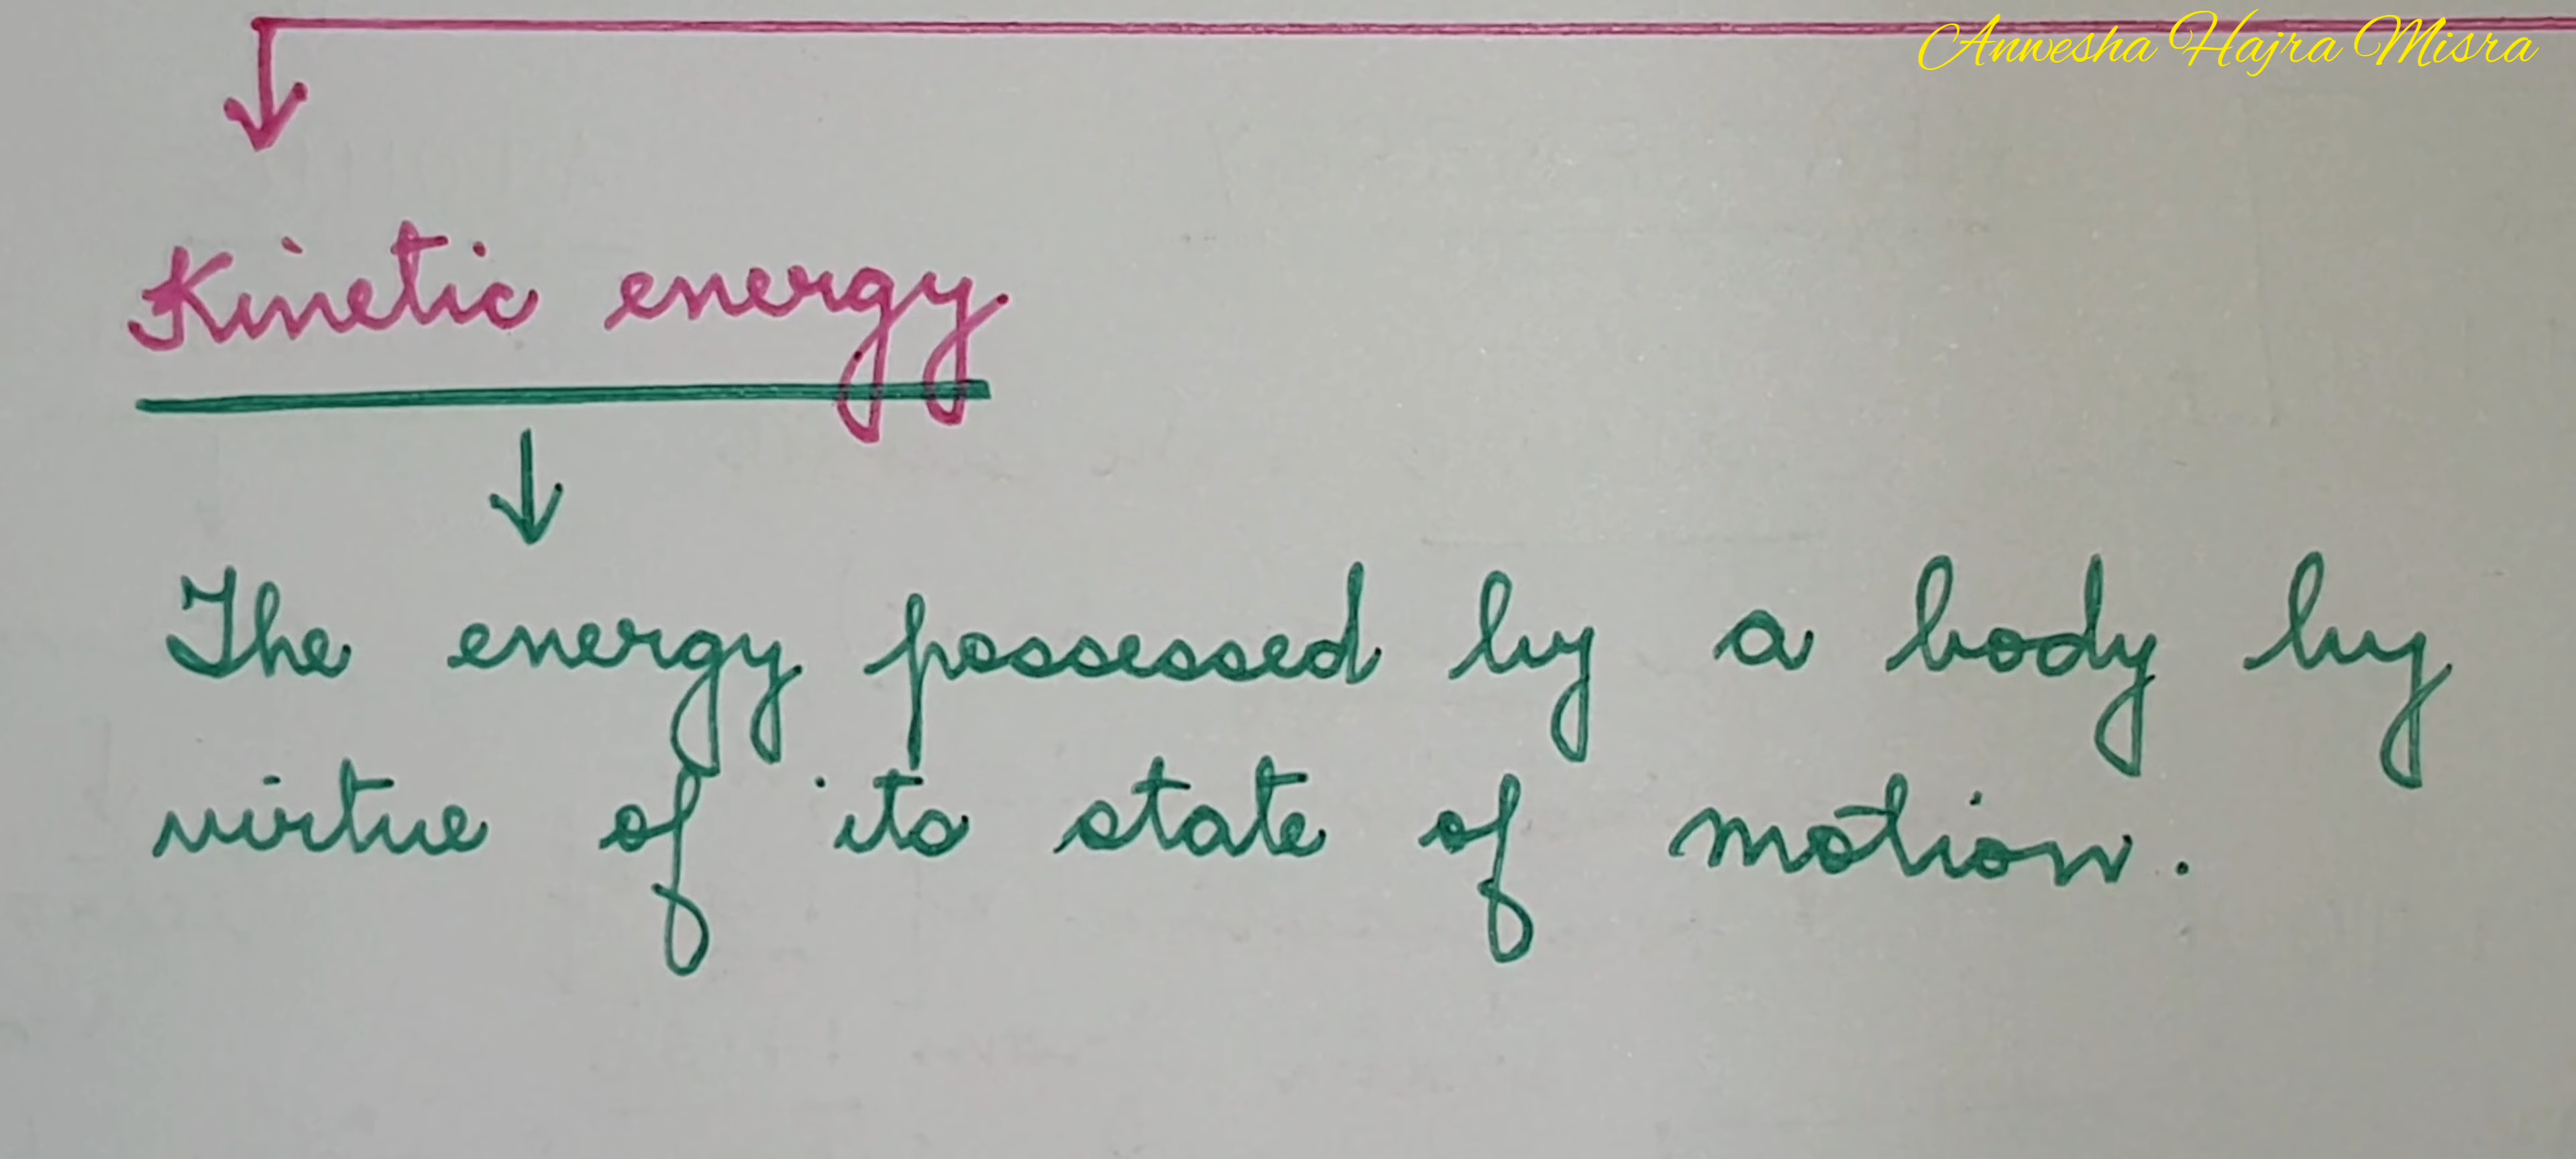 Anwesha Hajra Misra
Kinetic energy
The energy possessed by a body by
virtue of its state of motion.